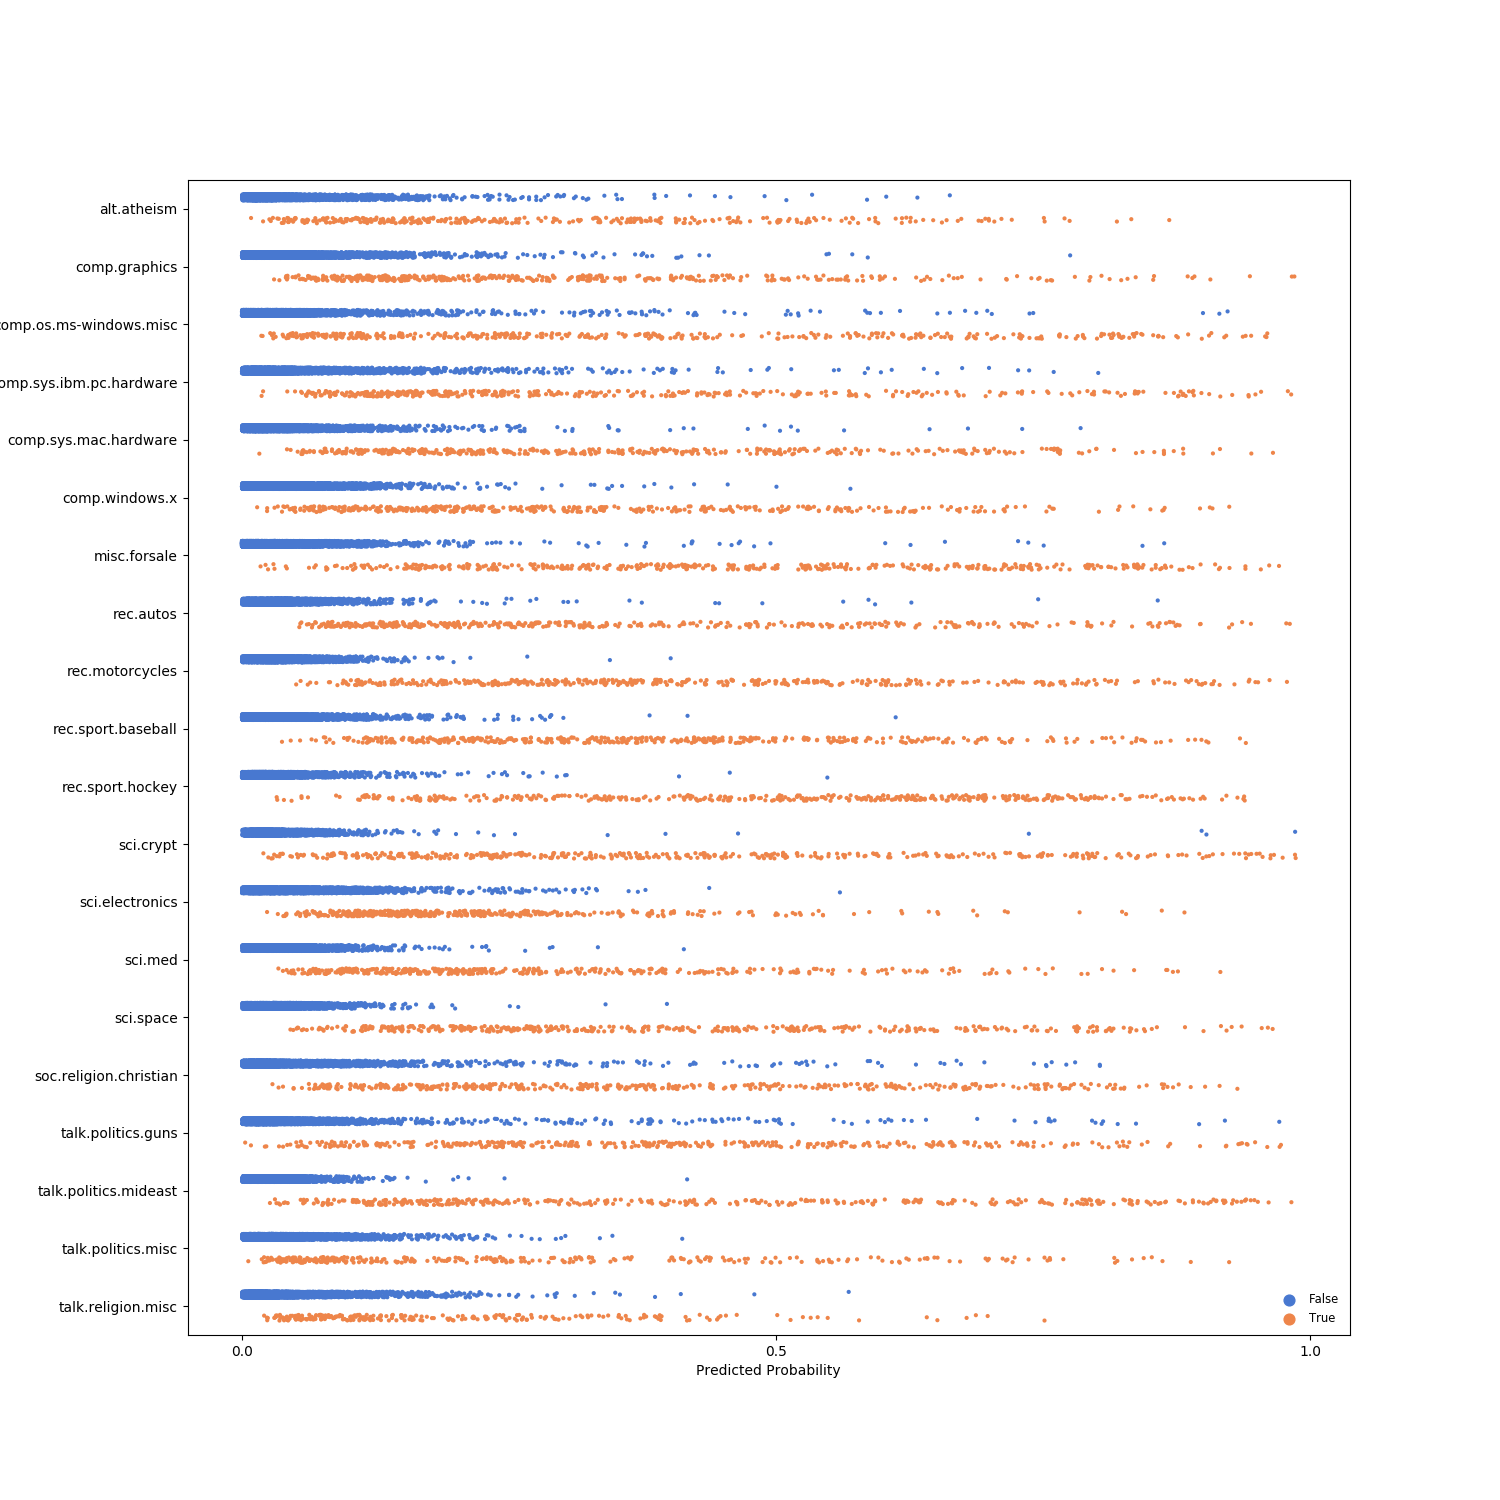 alt.atheism
comp.graphics
comp.os.ms-windows.misc
omp.sys.ibm.pc.hardware
comp.sys.mac.hardware
comp.windows.x
misc.forsale
rec.autos
rec.motorcycles
rec.sport.baseball
rec.sport.hockey
sci.crypt
sci.electronics
sci.med
sci.space
soc.religion.christian
talk.politics.guns
talk.politics.mideast
talk.politics.misc
talk.religion.misc
False
True
0.0 0.5 1.0
Predicted Probability